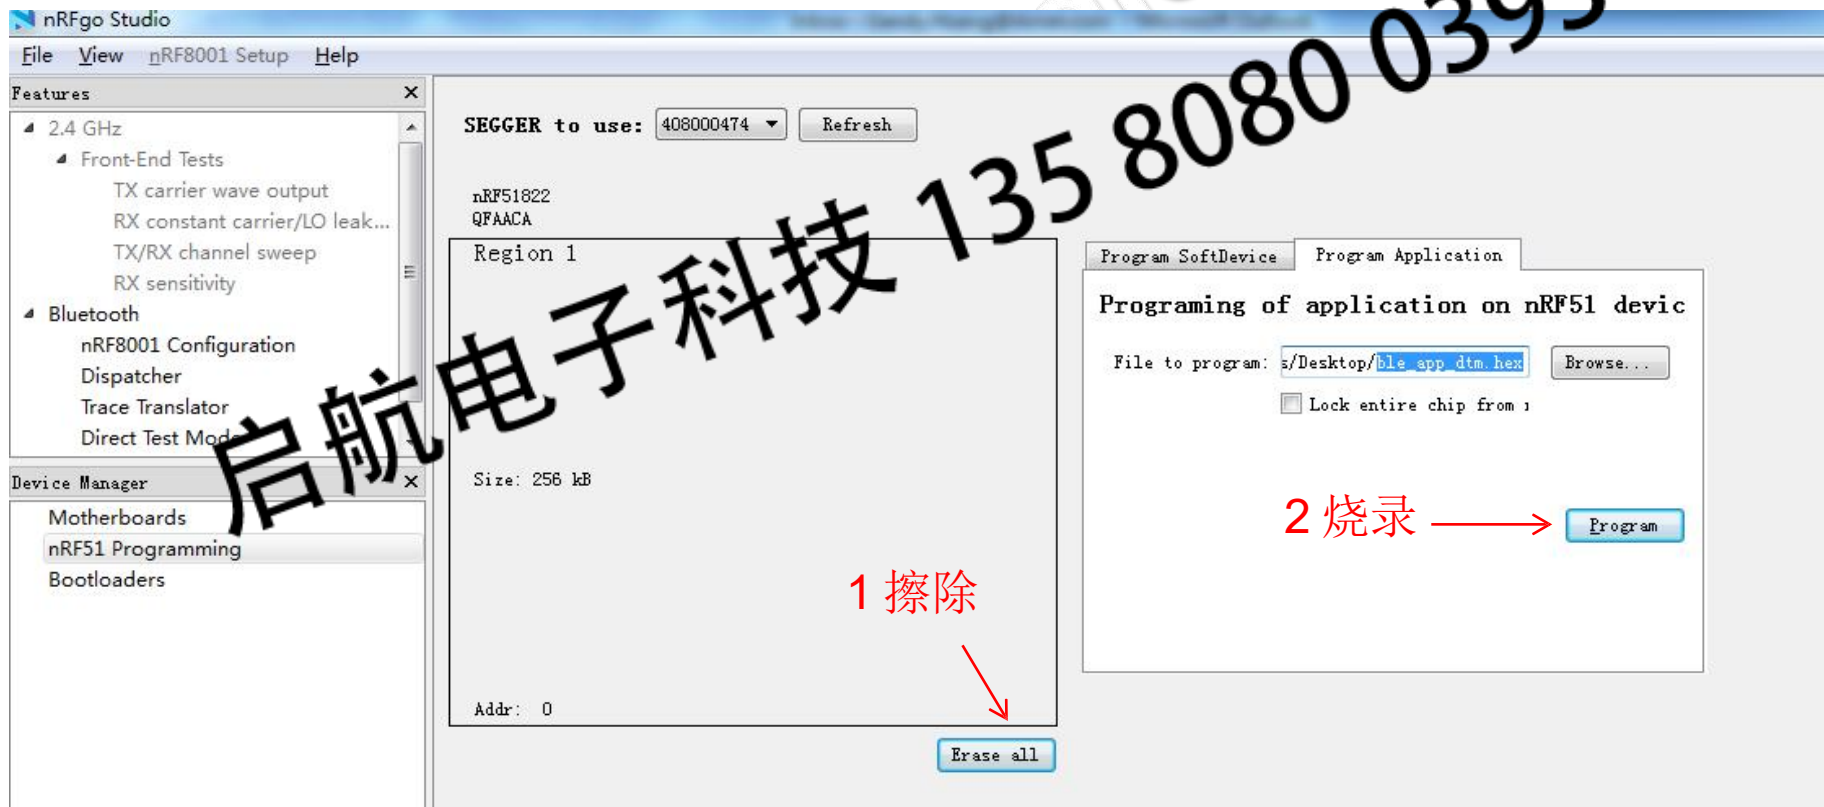 nRFgo Studio
File View nRF8001 Setup Help
Features
2.4 GHz
Front-End Tests
TX carrier wave output
RX constant carrier/LO leak...
TX/RX channel sweep
RX sensitivity
Bluetooth
nRF8001 Configuration
Dispatcher
Trace Translator
Direct Test Mode
Device Manager
Motherboards
nRF51 Programming
Bootloaders
SEGGER to use: 408000474 Refresh
nRF51822
QFAACA
Region 1
Size: 256 kB
Addr: 0
1 擦除
Erase all
Program SoftDevice Program Application
Programing of application on nRF51 devic
File to program: s/Desktop/ble_app_dtm.hex Browse...
Lock entire chip from r
2 烧录
Program
启航电子科技 135 8080 0393